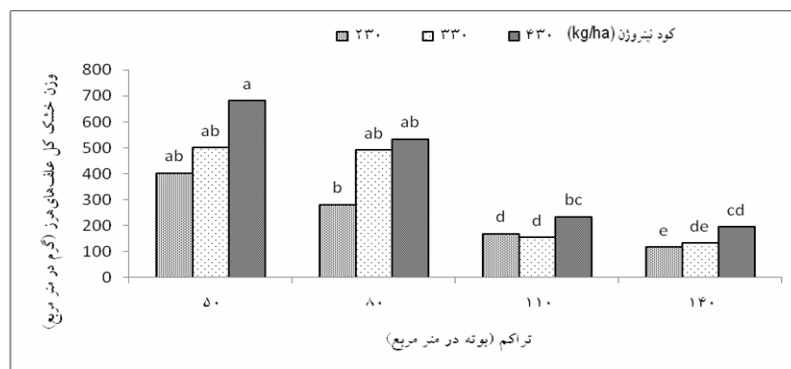 ۲۳۰ ۳۳۰ ۴۳۰ کود نیتروژن (kg/ha)
وزن خشک کل علف‌های‌هرز (گرم در متر مربع)
800
700
600
500
400
300
200
100
0
ab ab a
b ab ab
d d bc
e de cd
۵۰ ۸۰ ۱۱۰ ۱۴۰
تراکم (بوته در متر مربع)